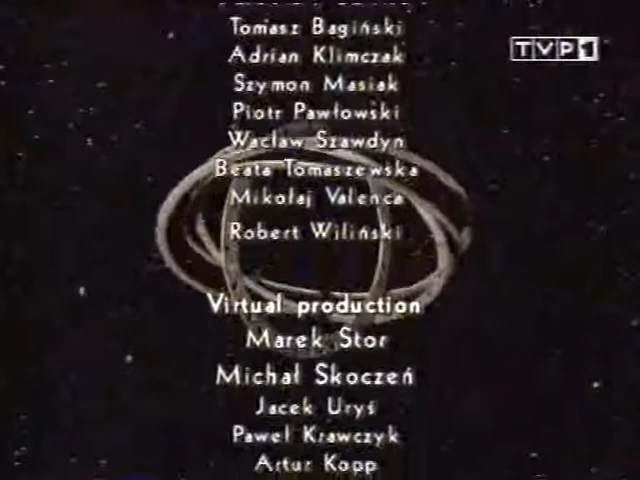 Tomasz Bagiński
TVP1
Adrian Klimczak
Szymon Masiak
Piotr Pawłowski
Wacław Szawdyn
Beata Tomaszewska
Mikołaj Valenca
Robert Wiliński
Virtual production
Marek Stor
Michał Skoczeń
Jacek Uryś
Paweł Krawczyk
Artur Kopp